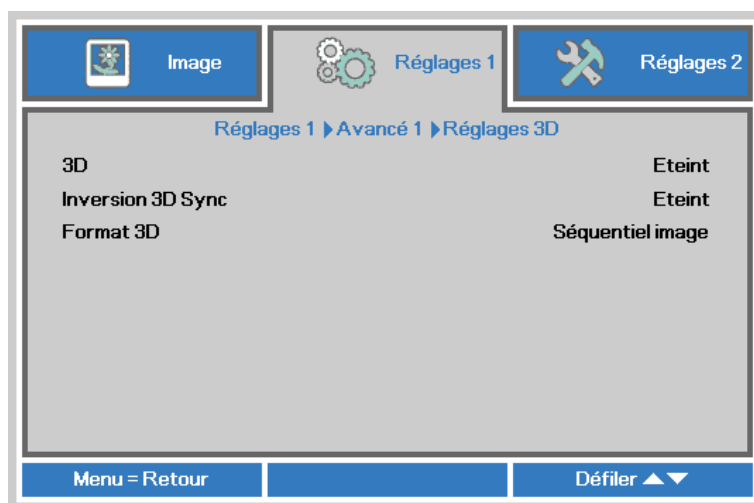 Image
Réglages 1
Réglages 2
Réglages 1 ▶ Avancé 1 ▶ Réglages 3D
3D Eteint
Inversion 3D Sync Eteint
Format 3D Séquentiel image
Menu = Retour
Défiler ▲▼